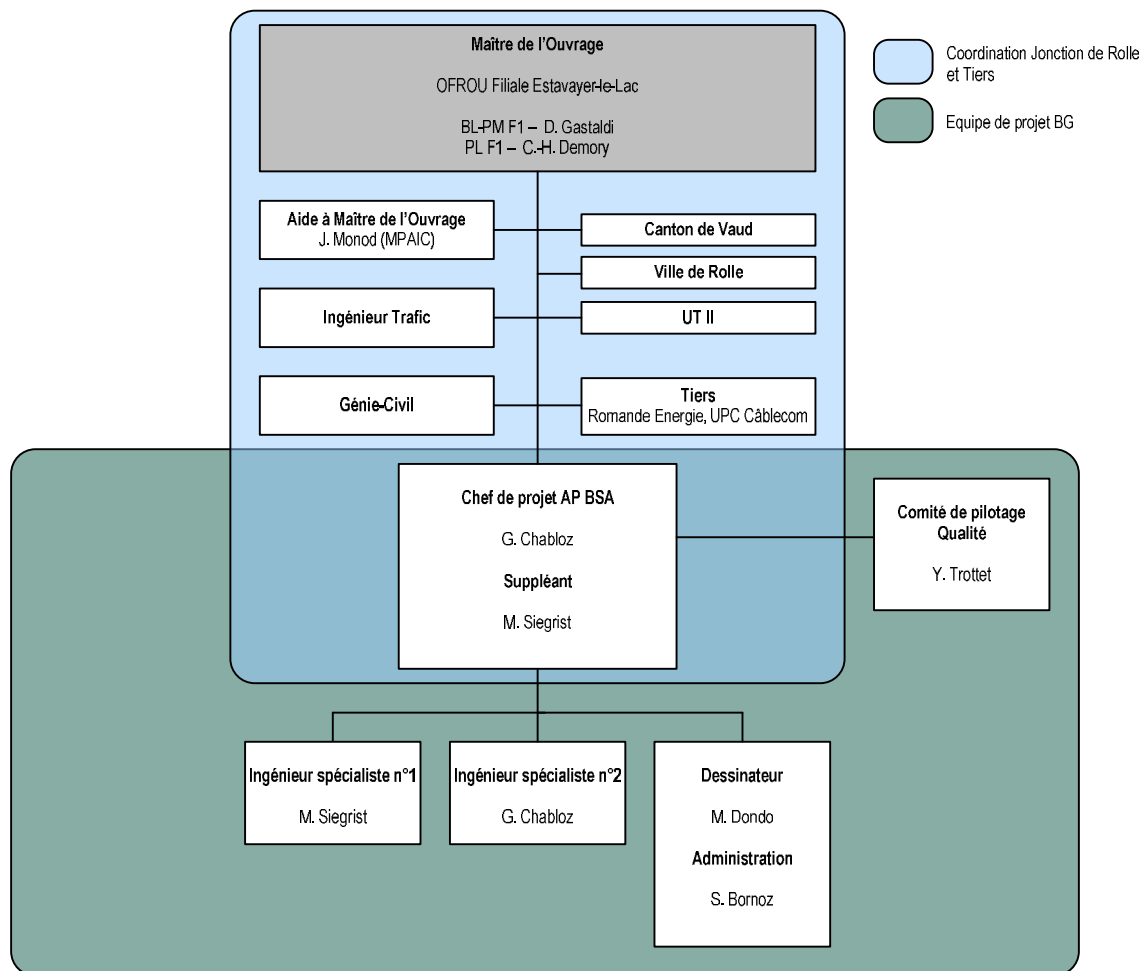 Maître de l'Ouvrage
OFROU Filiale Estavayer-le-Lac
BL-PM F1 – D. Gastaldi
PL F1 – C.-H. Demory
Coordination Jonction de Rolle
et Tiers
Equipe de projet BG
Aide à Maître de l'Ouvrage
J. Monod (MPAIC)
Canton de Vaud
Ville de Rolle
Ingénieur Trafic
UT II
Génie-Civil
Tiers
Romande Energie, UPC Câblecom
Chef de projet AP BSA
G. Chabloz
Suppléant
M. Siegrist
Comité de pilotage
Qualité
Y. Trottet
Ingénieur spécialiste n°1
M. Siegrist
Ingénieur spécialiste n°2
G. Chabloz
Dessinateur
M. Dondo
Administration
S. Bornoz